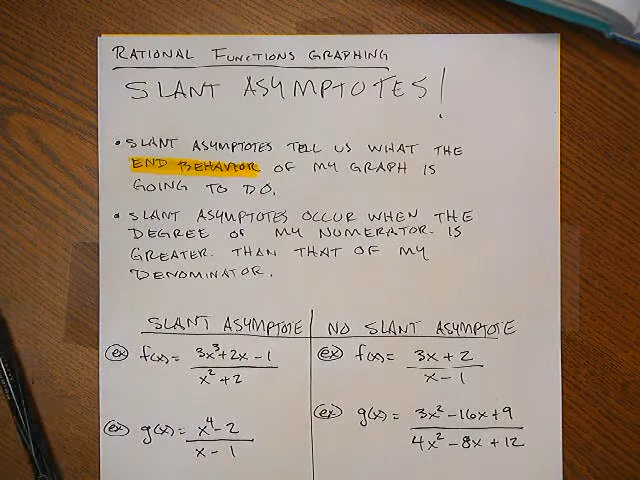 RATIONAL FUNCTIONS GRAPHING
SLANT ASYMPTOTES!
• SLANT ASYMPTOTES TELL US WHAT THE
END BEHAVIOR OF MY GRAPH IS
GOING TO DO.
• SLANT ASYMPTOTES OCCUR WHEN THE
DEGREE OF MY NUMERATOR IS
GREATER THAN THAT OF MY
DENOMINATOR.
SLANT ASYMPTOTE | NO SLANT ASYMPTOTE
ex f(x) = (3x³+2x-1)/(x²+2)
ex g(x) = (x⁴-2)/(x-1)
ex f(x) = (3x+2)/(x-1)
ex g(x) = (3x²-16x+9)/(4x²-8x+12)